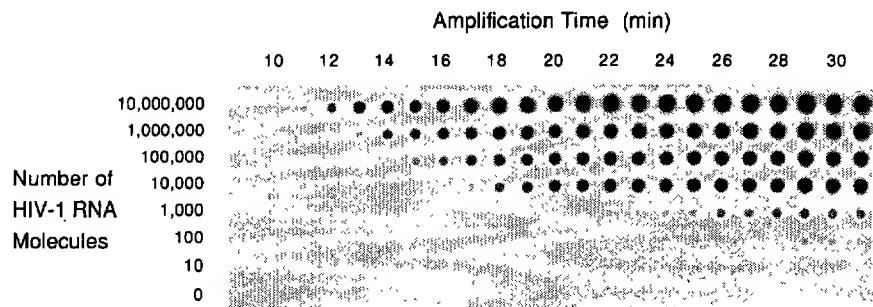 Amplification Time (min)
10 12 14 16 18 20 22 24 26 28 30
10,000,000
1,000,000
100,000
10,000
1,000
100
10
0
Number of
HIV-1 RNA
Molecules